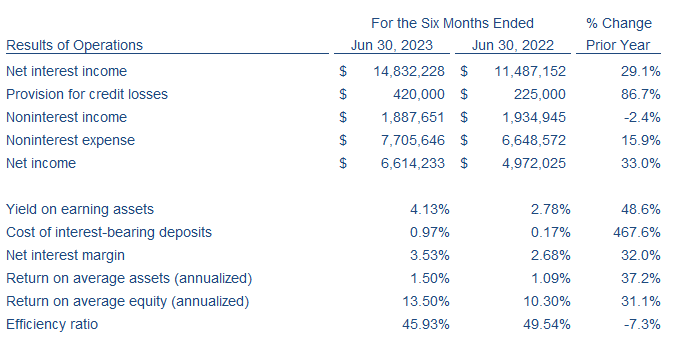 For the Six Months Ended % Change
Results of Operations Jun 30, 2023 Jun 30, 2022 Prior Year
Net interest income $ 14,832,228 $ 11,487,152 29.1%
Provision for credit losses $ 420,000 $ 225,000 86.7%
Noninterest income $ 1,887,651 $ 1,934,945 -2.4%
Noninterest expense $ 7,705,646 $ 6,648,572 15.9%
Net income $ 6,614,233 $ 4,972,025 33.0%
Yield on earning assets 4.13% 2.78% 48.6%
Cost of interest-bearing deposits 0.97% 0.17% 467.6%
Net interest margin 3.53% 2.68% 32.0%
Return on average assets (annualized) 1.50% 1.09% 37.2%
Return on average equity (annualized) 13.50% 10.30% 31.1%
Efficiency ratio 45.93% 49.54% -7.3%